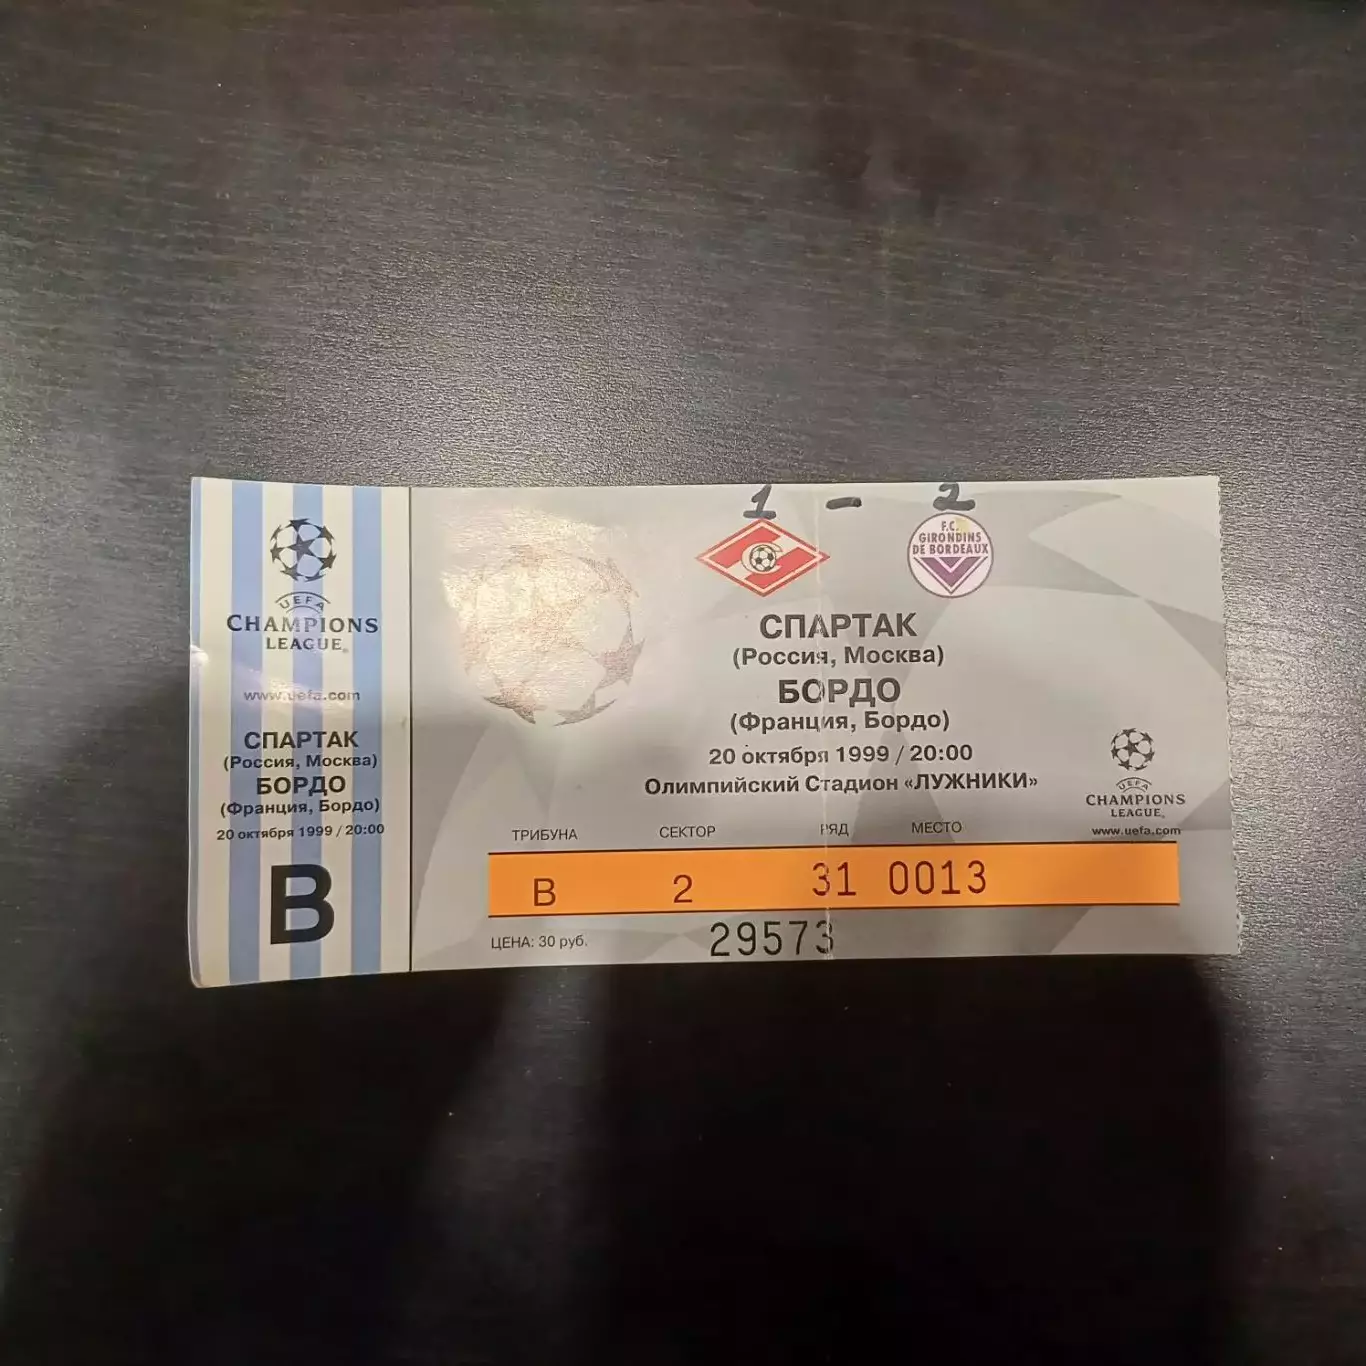 UEFA
CHAMPIONS
LEAGUE®
www.uefa.com
СПАРТАК
(Россия, Москва)
БОРДО
(Франция, Бордо)
20 октября 1999 / 20:00
B
1 - 2
F.C.
GIRONDINS
DE BORDEAUX
СПАРТАК
(Россия, Москва)
БОРДО
(Франция, Бордо)
20 октября 1999 / 20:00
Олимпийский Стадион «ЛУЖНИКИ»
UEFA
CHAMPIONS
LEAGUE®
www.uefa.com
ТРИБУНА СЕКТОР РЯД МЕСТО
B 2 31 0013
ЦЕНА: 30 руб. 29573